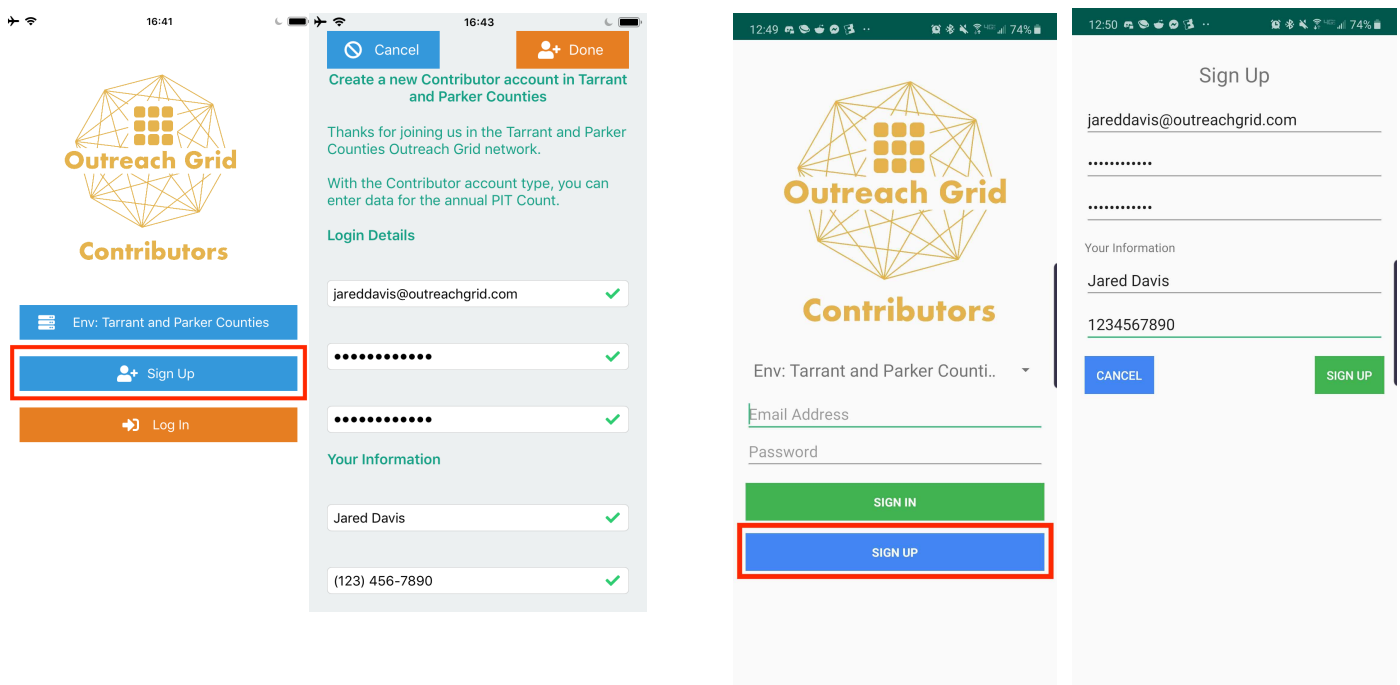 16:41
Outreach Grid
Contributors
Env: Tarrant and Parker Counties
Sign Up
Log In
16:43
Cancel
Done
Create a new Contributor account in Tarrant
and Parker Counties
Thanks for joining us in the Tarrant and Parker
Counties Outreach Grid network.
With the Contributor account type, you can
enter data for the annual PIT Count.
Login Details
jareddavis@outreachgrid.com
••••••••••••
••••••••••••
Your Information
Jared Davis
(123) 456-7890
12:49
74%
Outreach Grid
Contributors
Env: Tarrant and Parker Counti..
Email Address
Password
SIGN IN
SIGN UP
12:50
74%
Sign Up
jareddavis@outreachgrid.com
••••••••••••
••••••••••••
Your Information
Jared Davis
1234567890
CANCEL
SIGN UP